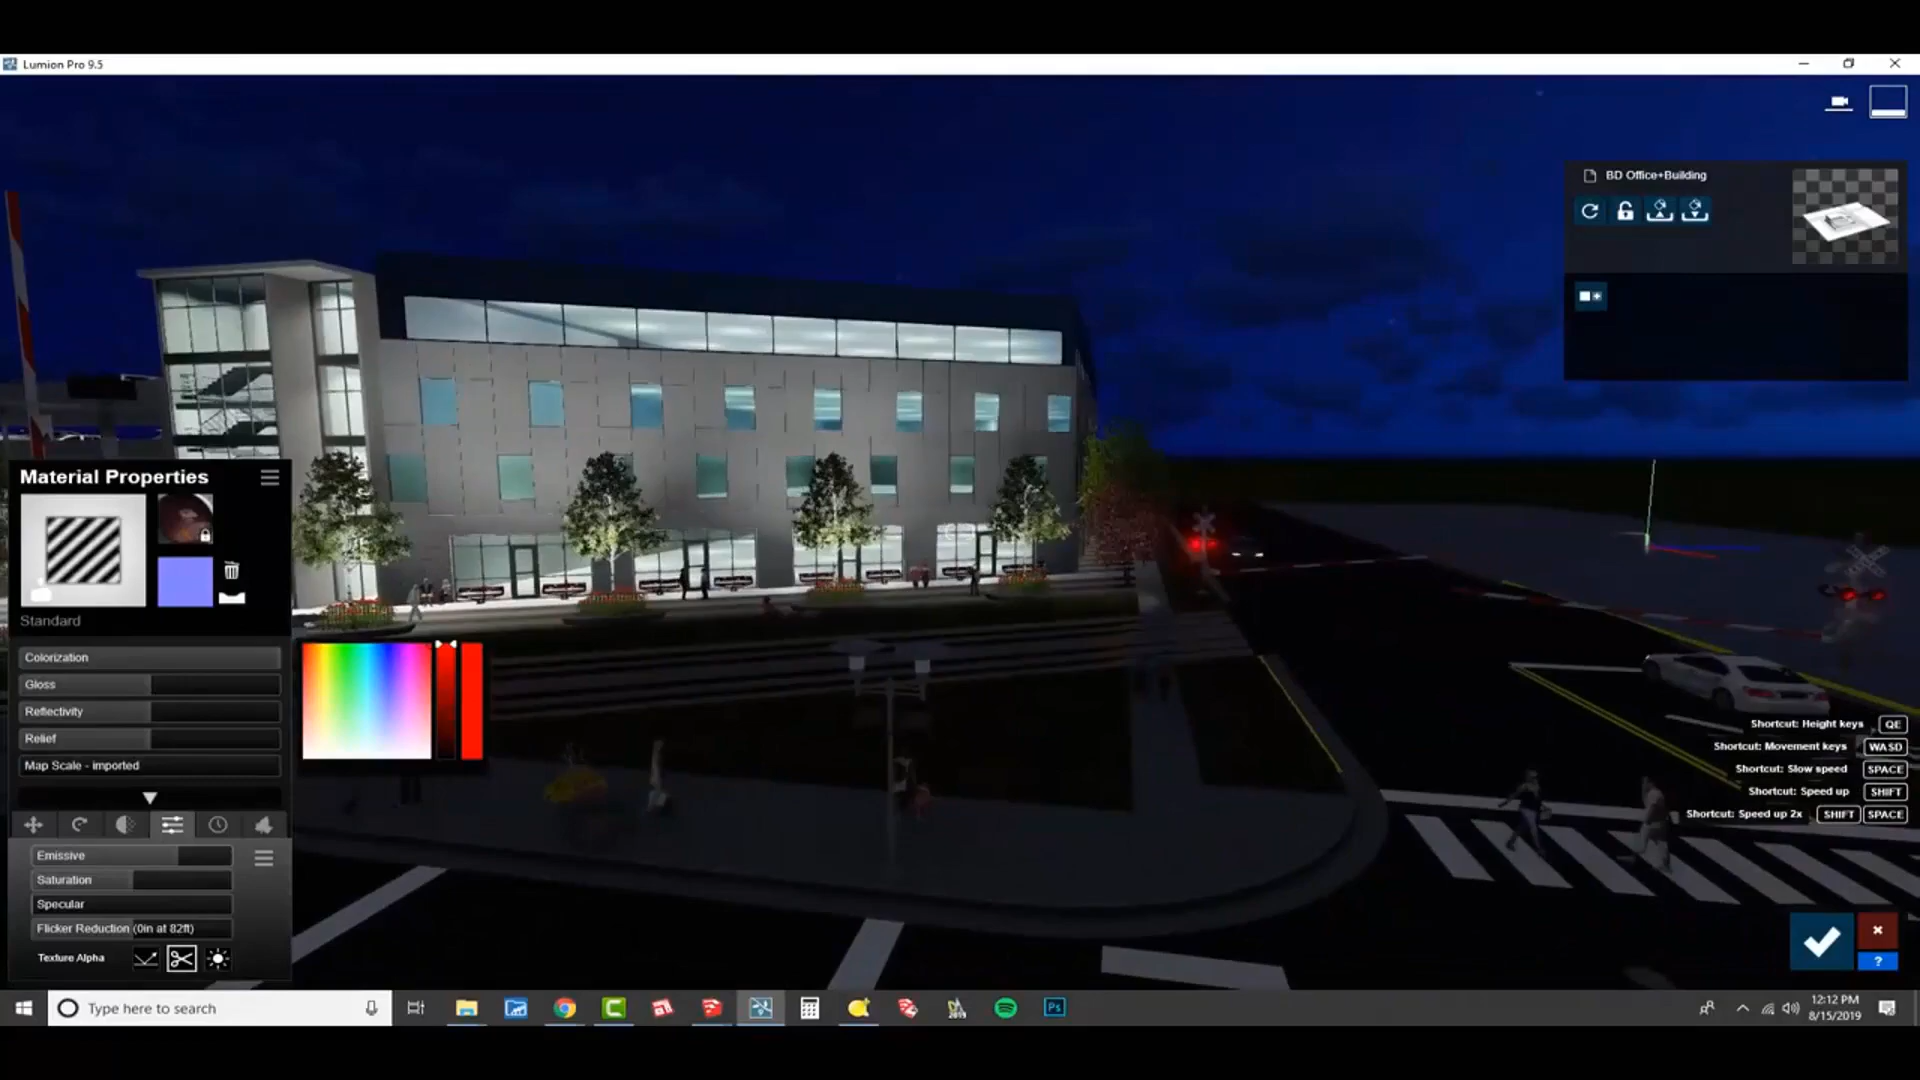 Lumion Pro 9.5
BD Office+Building
Material Properties
Standard
Colorization
Gloss
Reflectivity
Relief
Map Scale - imported
Emissive
Saturation
Specular
Flicker Reduction (0in at 82ft)
Texture Alpha
Shortcut: Height keys QE
Shortcut: Movement keys WASD
Shortcut: Slow speed SPACE
Shortcut: Speed up SHIFT
Shortcut: Speed up 2x SHIFT SPACE
?
Type here to search
2019
Ps
12:12 PM
8/15/2019